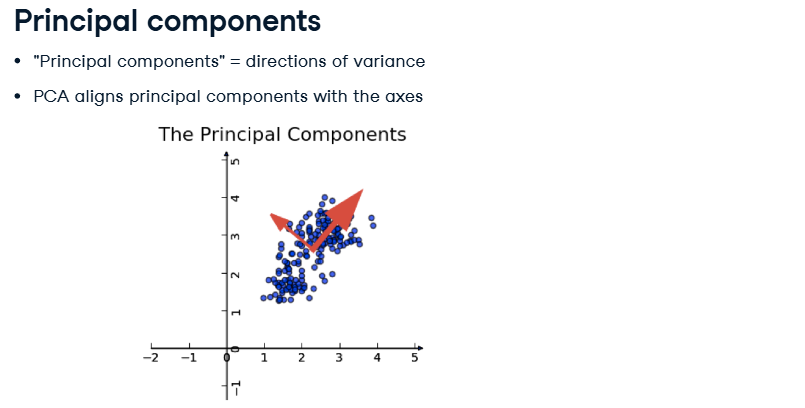 Principal components
• "Principal components" = directions of variance
• PCA aligns principal components with the axes
The Principal Components
5
4
3
2
1
0
−2 −1 0 1 2 3 4 5
−1